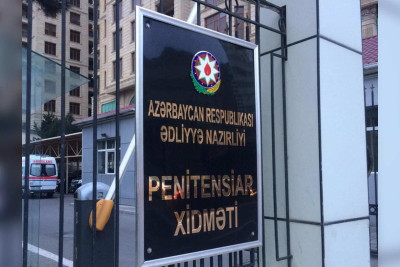 AZƏRBAYCAN RESPUBLİKASI
ƏDLİYYƏ NAZİRLİYİ
PENİTENSİAR
XİDMƏTİ